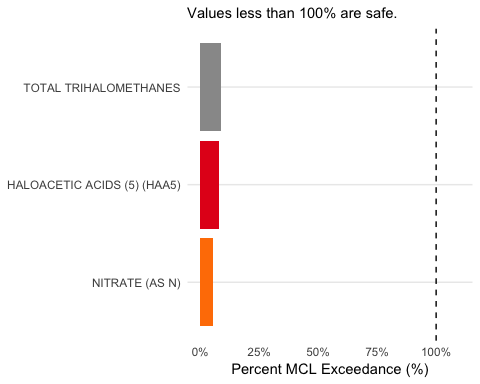 Values less than 100% are safe.
TOTAL TRIHALOMETHANES
HALOACETIC ACIDS (5) (HAA5)
NITRATE (AS N)
0% 25% 50% 75% 100%
Percent MCL Exceedance (%)